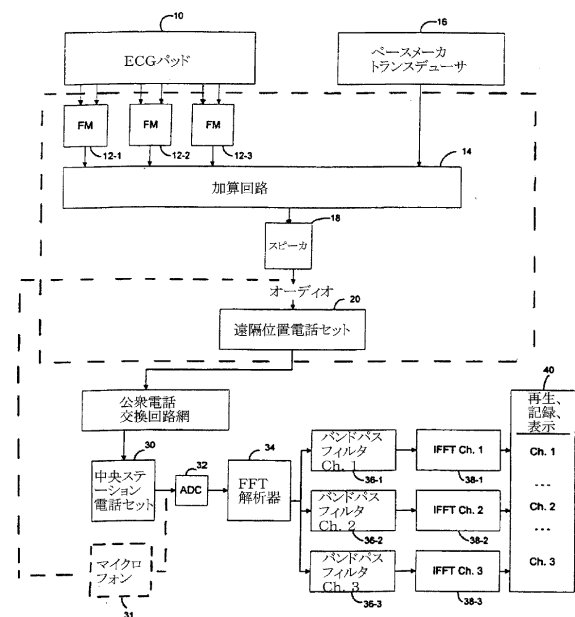 10
ECGパッド
16
ペースメーカ
トランスデューサ
FM
FM
FM
12-1
12-2
12-3
14
加算回路
18
スピーカ
オーディオ
20
遠隔位置電話セット
公衆電話
交換回路網
30
中央ステー
ション
電話セット
32
ADC
34
FFT
解析器
バンドパス
フィルタ
Ch. 1
36-1
IFFT Ch. 1
38-1
バンドパス
フィルタ
Ch. 2
36-2
IFFT Ch. 2
38-2
バンドパス
フィルタ
Ch. 3
36-3
IFFT Ch. 3
38-3
40
再生、
記録、
表示
Ch. 1
...
Ch. 2
...
Ch. 3
マイクロ
フォン
31